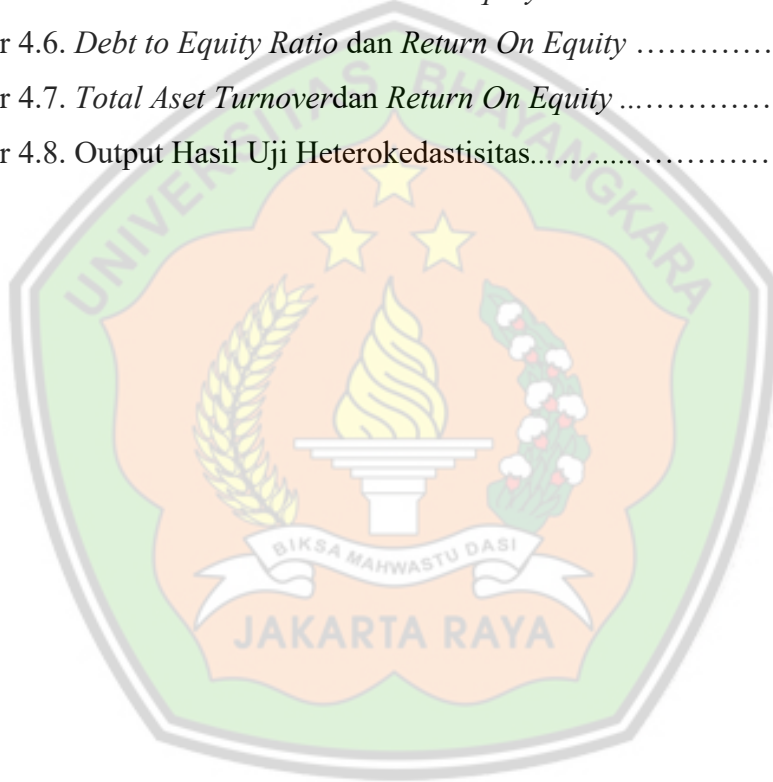 Equity
r 4.6. Debt to Equity Ratio dan Return On Equity ……………
r 4.7. Total Aset Turnoverdan Return On Equity ...……………
r 4.8. Output Hasil Uji Heterokedastisitas.............……………
UNIVERSITAS BHAYANGKARA
BIKSA MAHWASTU DASI
JAKARTA RAYA